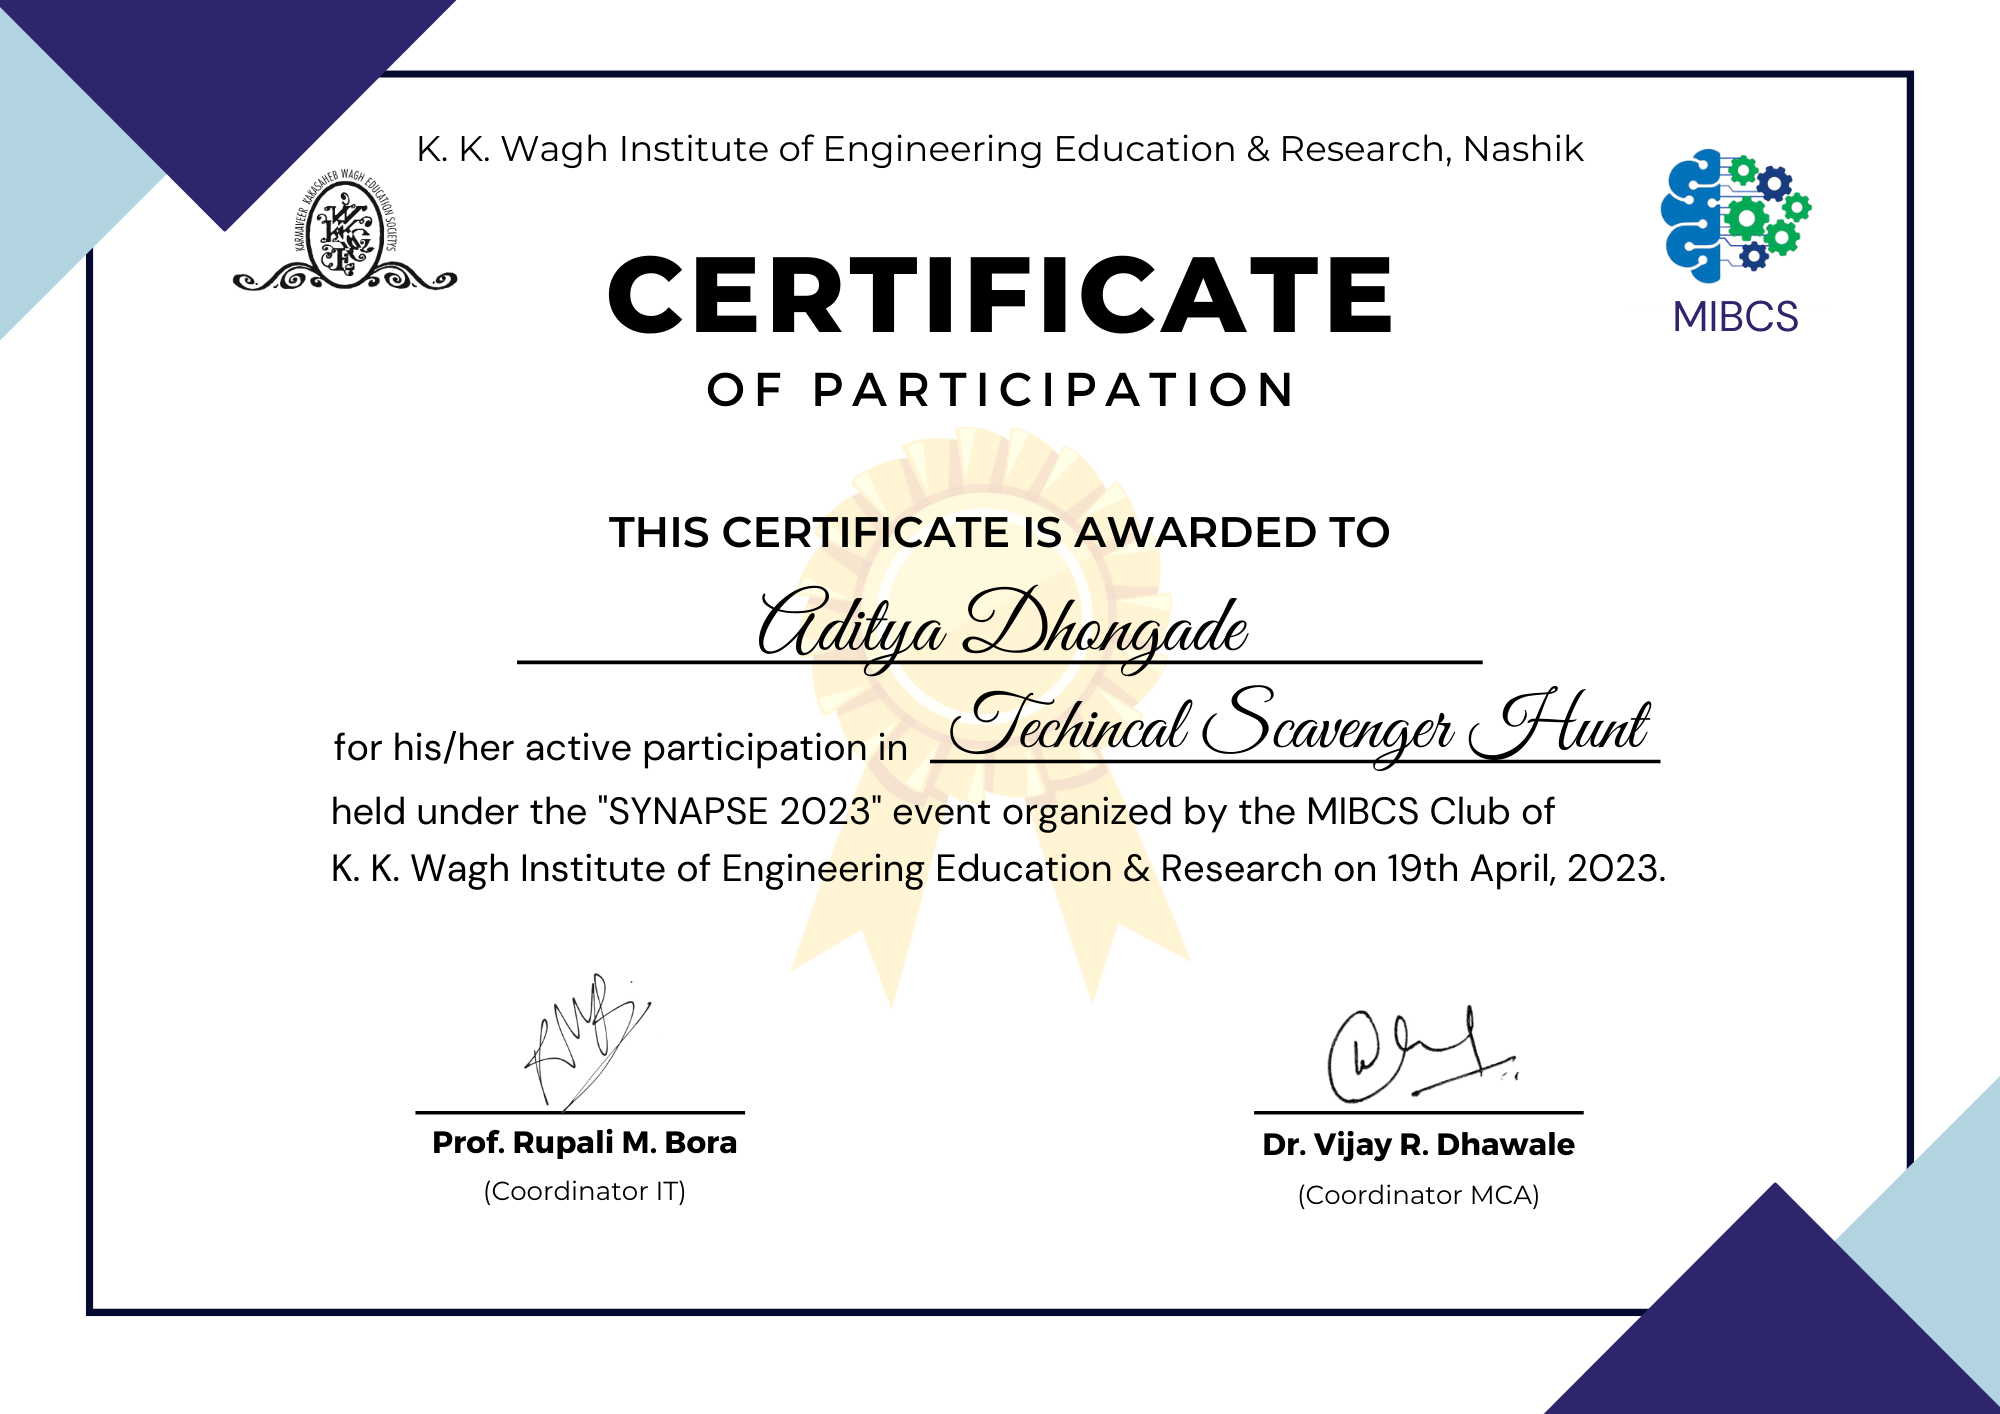 K. K. Wagh Institute of Engineering Education & Research, Nashik
KARMAVEER KAKASAHEB WAGH EDUCATION SOCIETYS
MIBCS
CERTIFICATE
OF PARTICIPATION
THIS CERTIFICATE IS AWARDED TO
Aditya Dhongade
for his/her active participation in Techincal Scavenger Hunt
held under the "SYNAPSE 2023" event organized by the MIBCS Club of
K. K. Wagh Institute of Engineering Education & Research on 19th April, 2023.
Prof. Rupali M. Bora
(Coordinator IT)
Dr. Vijay R. Dhawale
(Coordinator MCA)